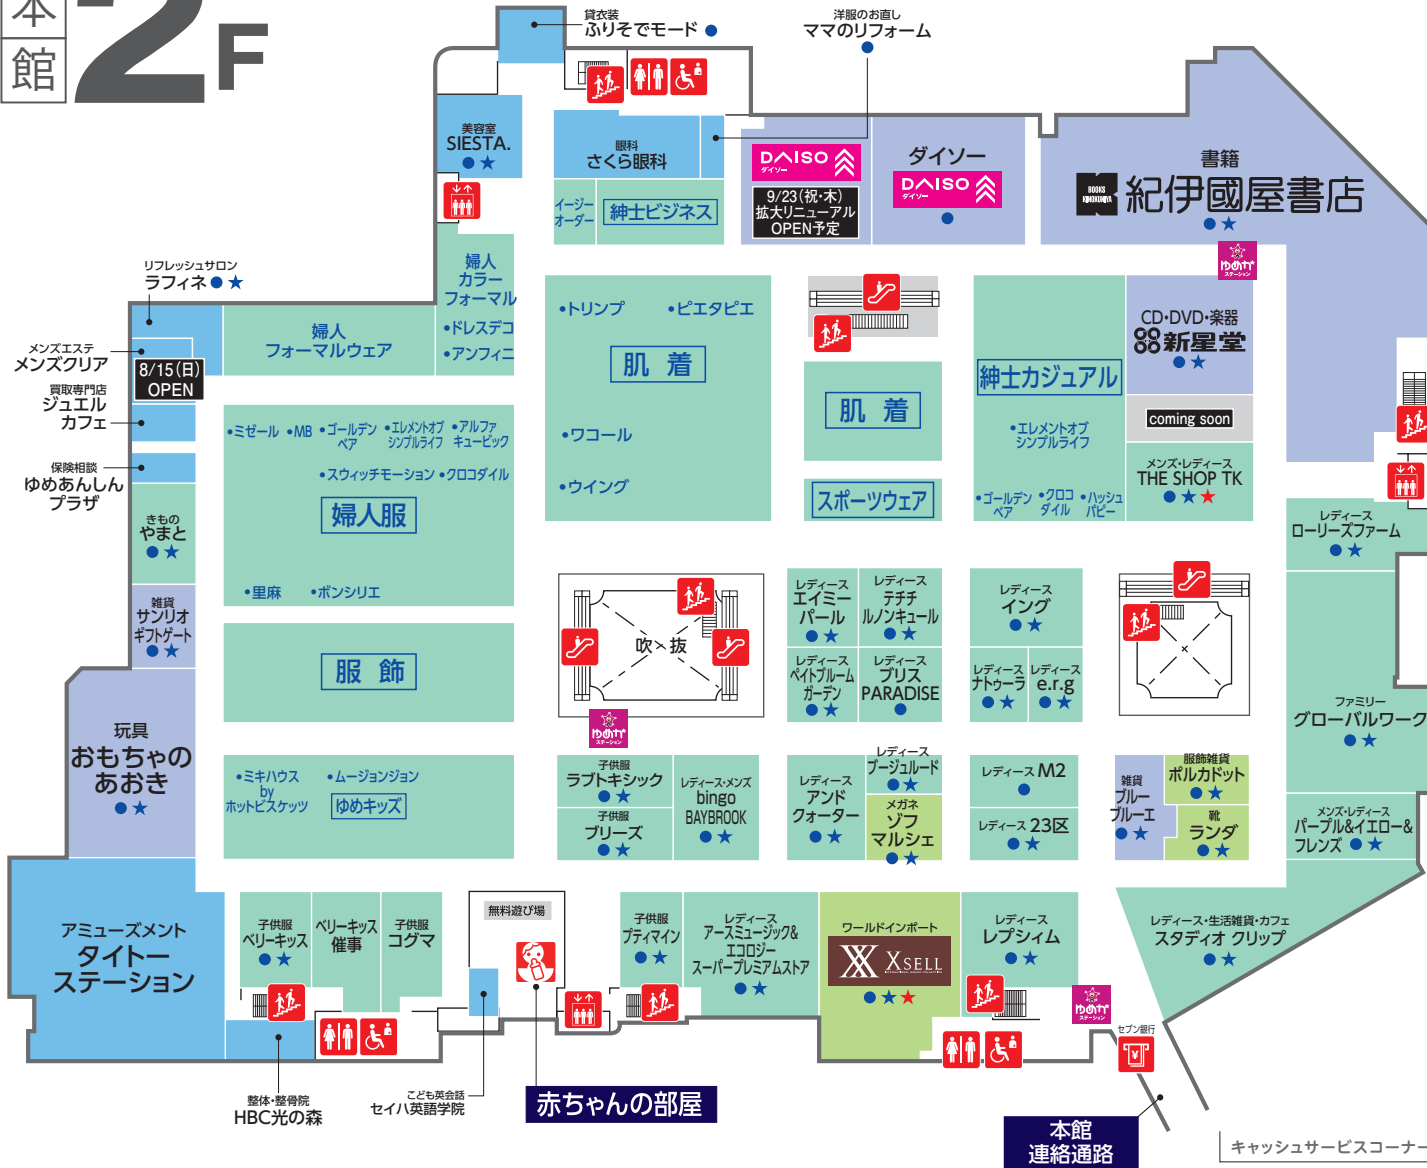 本
館
2F
貸衣装
ふりそでモード
洋服のお直し
ママのリフォーム
美容室
SIESTA.
眼科
さくら眼科
イージー
オーダー
紳士ビジネス
DAISO
ダイソー
9/23(祝・木)
拡大リニューアル
OPEN予定
ダイソー
DAISO
ダイソー
書籍
BOOKS
KINOKUNIYA
紀伊國屋書店
ゆめか
ステーション
リフレッシュサロン
ラフィネ
メンズエステ
メンズクリア
8/15(日)
OPEN
買取専門店
ジュエル
カフェ
保険相談
ゆめあんしん
プラザ
婦人
フォーマルウェア
婦人
カラー
フォーマル
•ドレスデコ
•アンフィニ
•トリンプ
•ピエタピエ
肌着
•ワコール
•ウイング
肌着
スポーツウェア
紳士カジュアル
•エレメントオブ
シンプルライフ
•ゴールデン
ベア
•クロコ
ダイル
•ハッシュ
パピー
CD・DVD・楽器
新星堂
coming soon
メンズ・レディース
THE SHOP TK
•ミゼール
•MB
•ゴールデン
ベア
•エレメントオブ
シンプルライフ
•アルファ
キュービック
•スウィッチモーション
•クロコダイル
婦人服
•里麻
•ボンシリエ
きもの
やまと
雑貨
サンリオ
ギフトゲート
服飾
吹抜
ゆめか
ステーション
レディース
エイミー
パール
レディース
テチチ
ルノンキュール
レディース
ペイトブルーム
ガーデン
レディース
ブリス
PARADISE
レディース
イング
レディース
ナトゥーラ
レディース
e.r.g
レディース
ローリーズファーム
ファミリー
グローバルワーク
玩具
おもちゃの
あおき
•ミキハウス
by
ホットビスケッツ
•ムージョンジョン
ゆめキッズ
子供服
ラブトキシック
子供服
ブリーズ
レディース・メンズ
bingo
BAYBROOK
レディース
アンド
クォーター
レディース
ブージュルード
メガネ
ゾフ
マルシェ
レディース M2
レディース 23区
雑貨
ブルー
ブルーエ
服飾雑貨
ポルカドット
靴
ランダ
メンズ・レディース
パープル&イエロー&
フレンズ
アミューズメント
タイトー
ステーション
子供服
ベリーキッス
ベリーキッス
催事
子供服
コグマ
無料遊び場
子供服
プティマイン
レディース
アースミュージック&
エコロジー
スーパープレミアムストア
ワールドインポート
XSELL
レディース
レプシィム
レディース・生活雑貨・カフェ
スタディオ クリップ
ゆめか
ステーション
セブン銀行
整体・整骨院
HBC光の森
こども英会話
セイハ英語学院
赤ちゃんの部屋
本館
連絡通路
キャッシュサービスコーナー